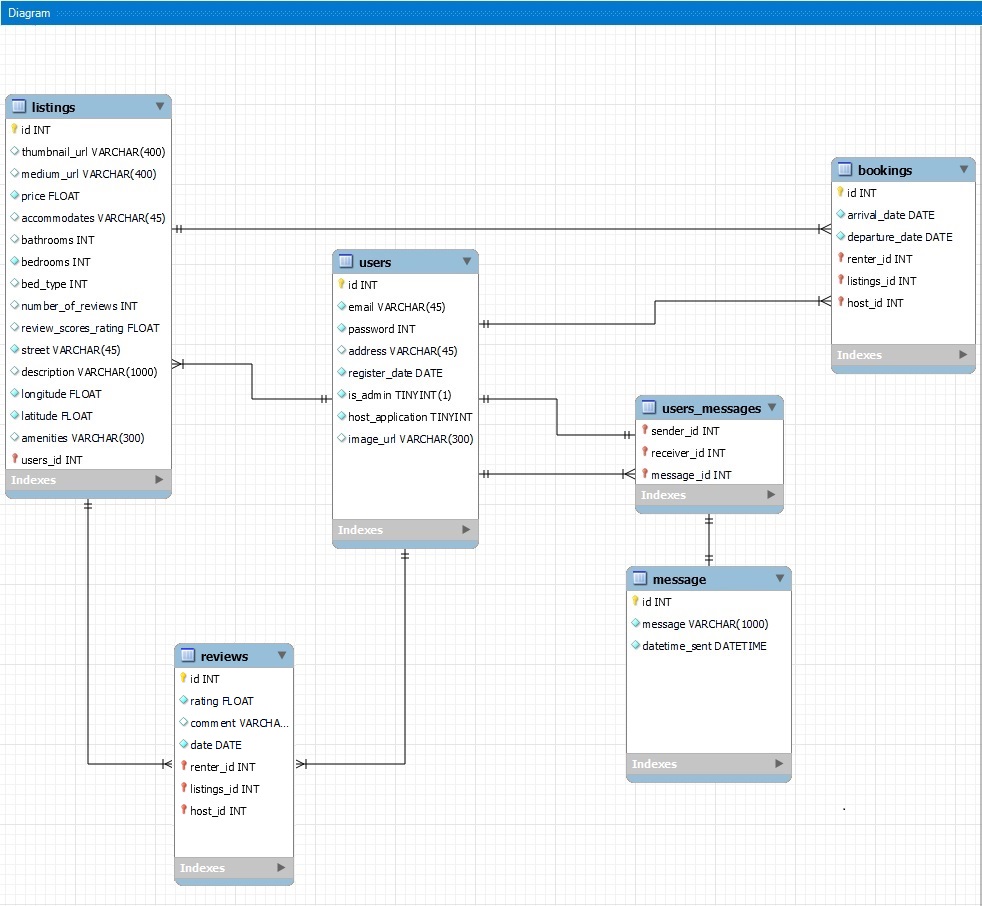 Diagram
listings
id INT
thumbnail_url VARCHAR(400)
medium_url VARCHAR(400)
price FLOAT
accommodates VARCHAR(45)
bathrooms INT
bedrooms INT
bed_type INT
number_of_reviews INT
review_scores_rating FLOAT
street VARCHAR(45)
description VARCHAR(1000)
longitude FLOAT
latitude FLOAT
amenities VARCHAR(300)
users_id INT
Indexes
users
id INT
email VARCHAR(45)
password INT
address VARCHAR(45)
register_date DATE
is_admin TINYINT(1)
host_application TINYINT
image_url VARCHAR(300)
Indexes
bookings
id INT
arrival_date DATE
departure_date DATE
renter_id INT
listings_id INT
host_id INT
Indexes
users_messages
sender_id INT
receiver_id INT
message_id INT
Indexes
message
id INT
message VARCHAR(1000)
datetime_sent DATETIME
Indexes
reviews
id INT
rating FLOAT
comment VARCHA...
date DATE
renter_id INT
listings_id INT
host_id INT
Indexes